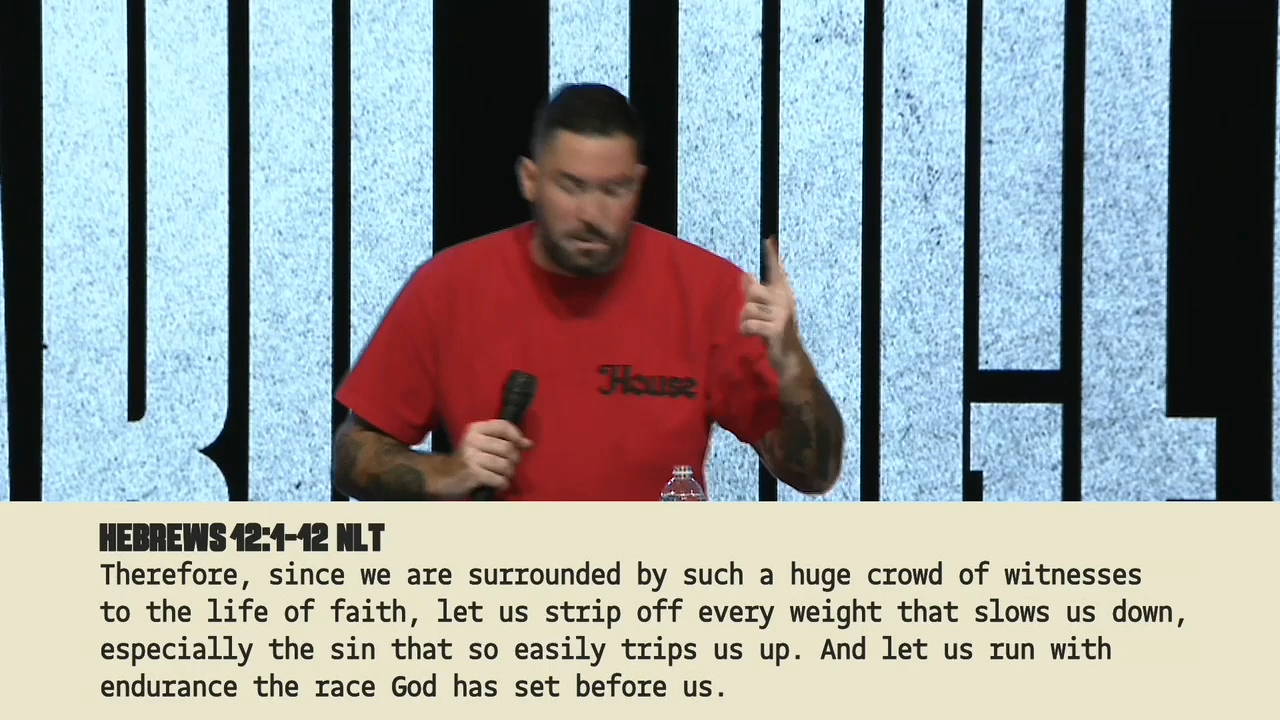 House
HEBREWS 12:1-12 NLT
Therefore, since we are surrounded by such a huge crowd of witnesses
to the life of faith, let us strip off every weight that slows us down,
especially the sin that so easily trips us up. And let us run with
endurance the race God has set before us.